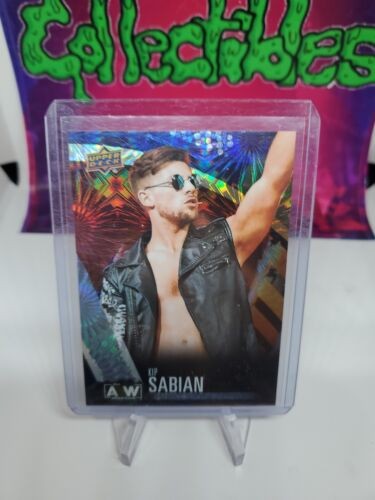 Collectibles
UPPER
DECK
KIP
SABIAN
AEW